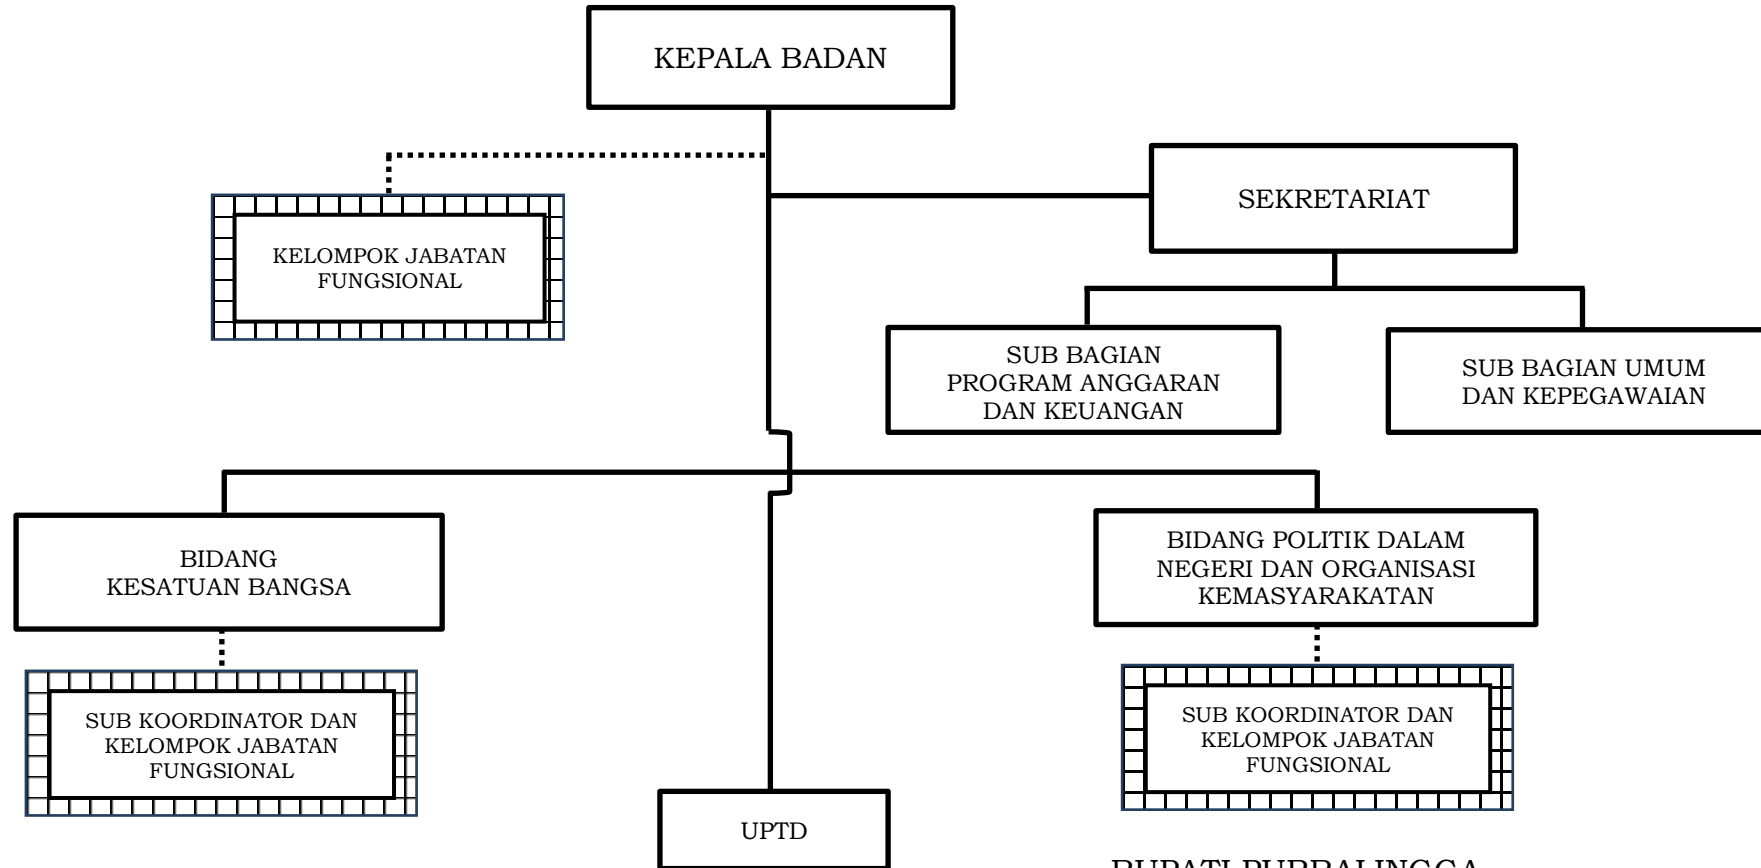 KEPALA BADAN
SEKRETARIAT
KELOMPOK JABATAN
FUNGSIONAL
SUB BAGIAN
PROGRAM ANGGARAN
DAN KEUANGAN
SUB BAGIAN UMUM
DAN KEPEGAWAIAN
BIDANG
KESATUAN BANGSA
BIDANG POLITIK DALAM
NEGERI DAN ORGANISASI
KEMASYARAKATAN
SUB KOORDINATOR DAN
KELOMPOK JABATAN
FUNGSIONAL
SUB KOORDINATOR DAN
KELOMPOK JABATAN
FUNGSIONAL
UPTD
BUPATI PURBALINGGA